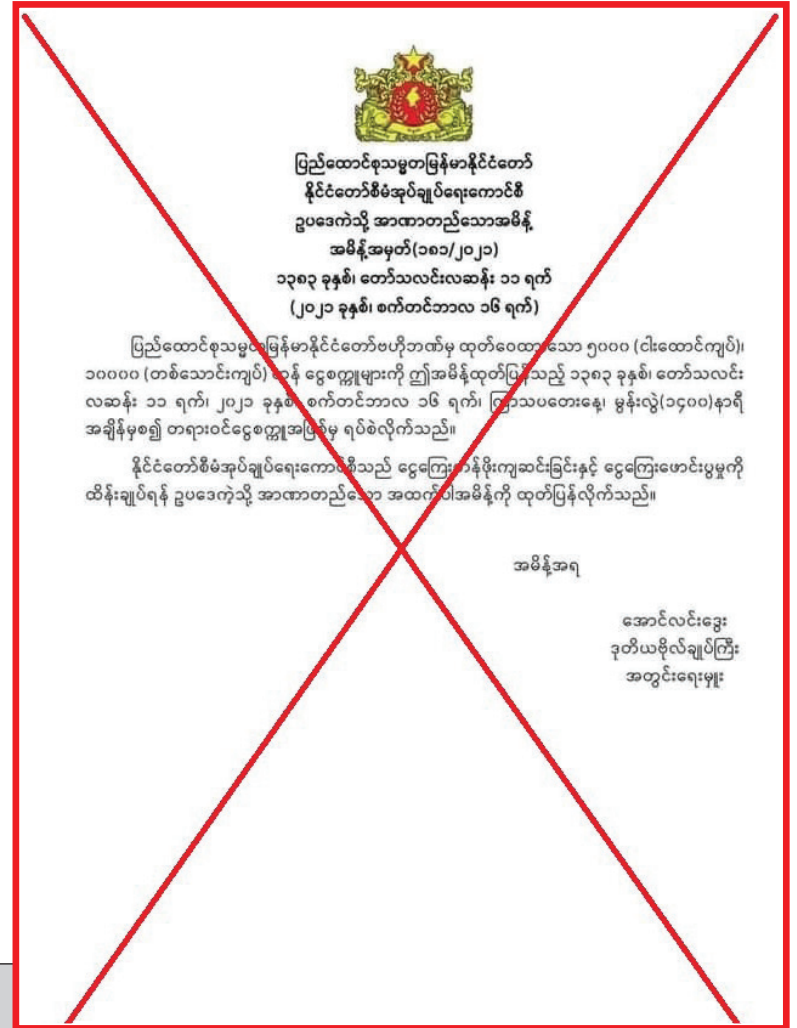 ပြည်ထောင်စုသမ္မတမြန်မာနိုင်ငံတော်
နိုင်ငံတော်စီမံအုပ်ချုပ်ရေးကောင်စီ
ဥပဒေကဲသို့ အာဏာတည်သောအမိန့်
အမိန့်အမှတ်(၁၈၁/၂၀၂၁)
၁၃၈၃ ခုနှစ်၊ တော်သလင်းလဆန်း ၁၁ ရက်
(၂၀၂၁ ခုနှစ်၊ စက်တင်ဘာလ ၁၆ ရက်)
ပြည်ထောင်စုသမ္မတမြန်မာနိုင်ငံတော်ဗဟိုဘဏ်မှ ထုတ်ဝေထားသော ၅၀၀၀ (ငါးထောင်ကျပ်)၊
၁၀၀၀၀ (တစ်သောင်းကျပ်) တန် ငွေစက္ကူများကို ဤအမိန့်ထုတ်ပြန်သည့် ၁၃၈၃ ခုနှစ်၊ တော်သလင်း
လဆန်း ၁၁ ရက်၊ ၂၀၂၁ ခုနှစ်၊ စက်တင်ဘာလ ၁၆ ရက်၊ ကြာသပတေးနေ့၊ မွန်းလွဲ(၁၄၀၀)နာရီ
အချိန်မှစ၍ တရားဝင်ငွေစက္ကူအဖြစ်မှ ရပ်စဲလိုက်သည်။
နိုင်ငံတော်စီမံအုပ်ချုပ်ရေးကောင်စီသည် ငွေကြေးတန်ဖိုးကျဆင်းခြင်းနှင့် ငွေကြေးဖောင်းပွမှုကို
ထိန်းချုပ်ရန် ဥပဒေကဲ့သို့ အာဏာတည်သော အထက်ပါအမိန့်ကို ထုတ်ပြန်လိုက်သည်။
အမိန့်အရ
အောင်လင်းဒွေး
ဒုတိယဗိုလ်ချုပ်ကြီး
အတွင်းရေးမှူး